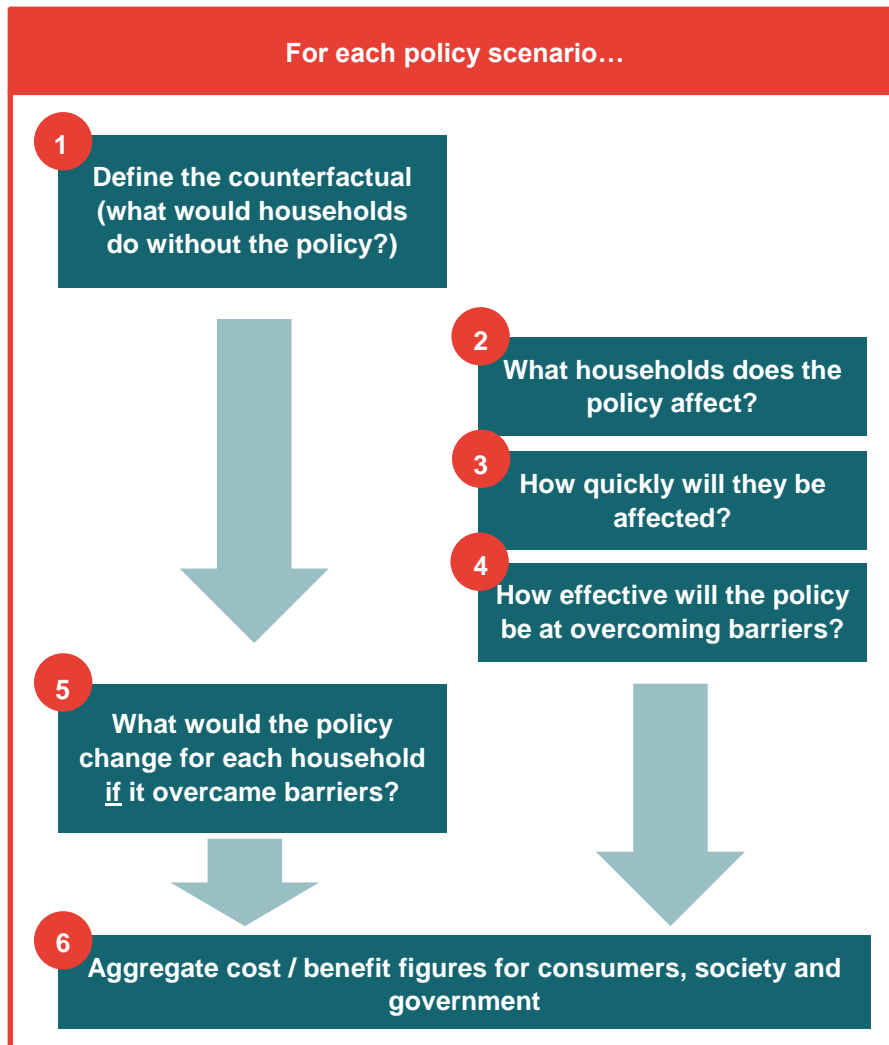 For each policy scenario…
1
Define the counterfactual
(what would households
do without the policy?)
2
What households does the
policy affect?
3
How quickly will they be
affected?
4
How effective will the policy
be at overcoming barriers?
5
What would the policy
change for each household
if it overcame barriers?
6
Aggregate cost / benefit figures for consumers, society and
government